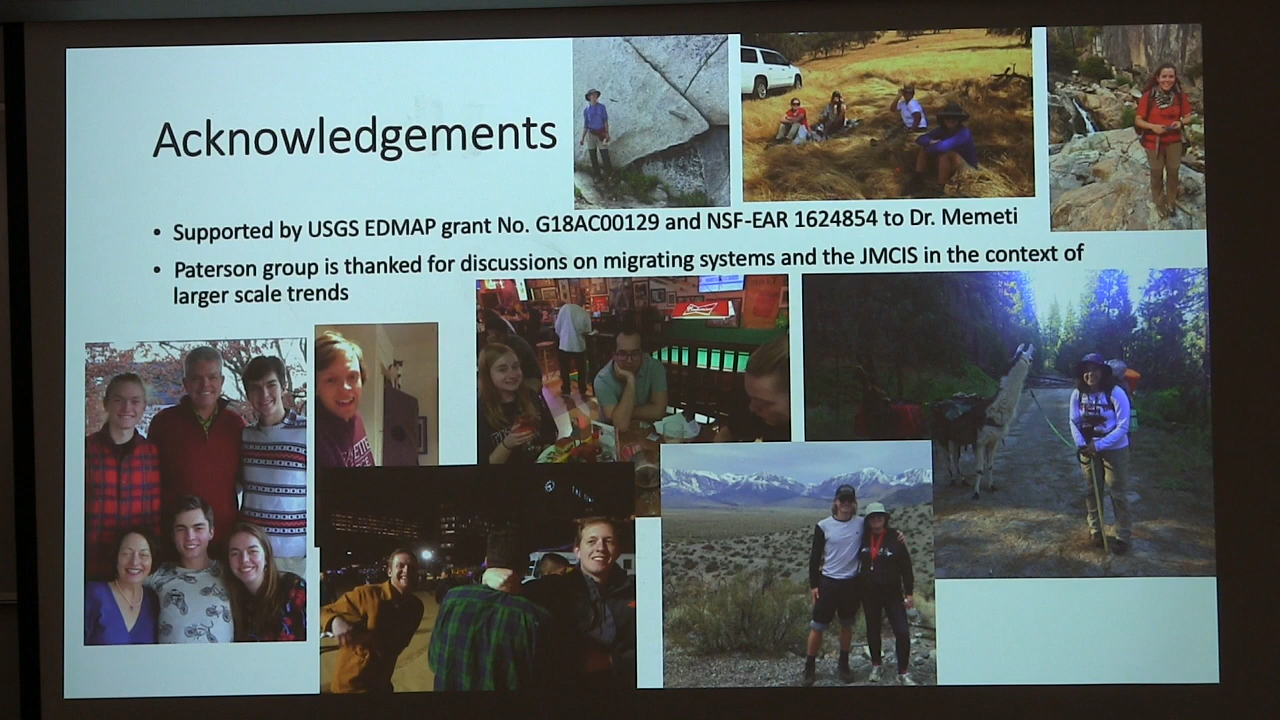 Acknowledgements
• Supported by USGS EDMAP grant No. G18AC00129 and NSF-EAR 1624854 to Dr. Memeti
• Paterson group is thanked for discussions on migrating systems and the JMCIS in the context of
larger scale trends
Budweiser